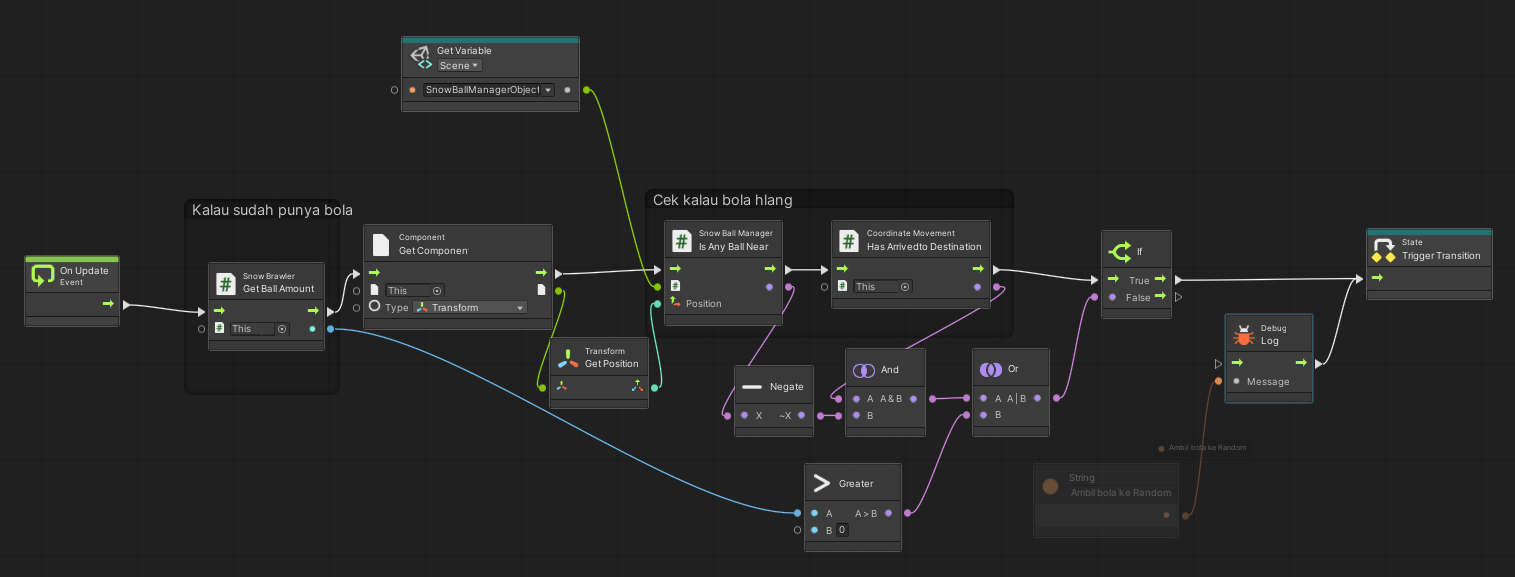 Get Variable
Scene
SnowBallManagerObject
Kalau sudah punya bola
Cek kalau bola hlang
On Update
Event
Snow Brawler
Get Ball Amount
This
Component
Get Componen
This
Type Transform
Snow Ball Manager
Is Any Ball Near
Position
Coordinate Movement
Has Arrivedto Destination
This
If
True
False
State
Trigger Transition
Debug
Log
Message
Transform
Get Position
Negate
X ~X
And
A A & B
B
Or
A A | B
B
Greater
A A > B
B 0
Ambil bola ke Random
String
Ambil bola ke Random